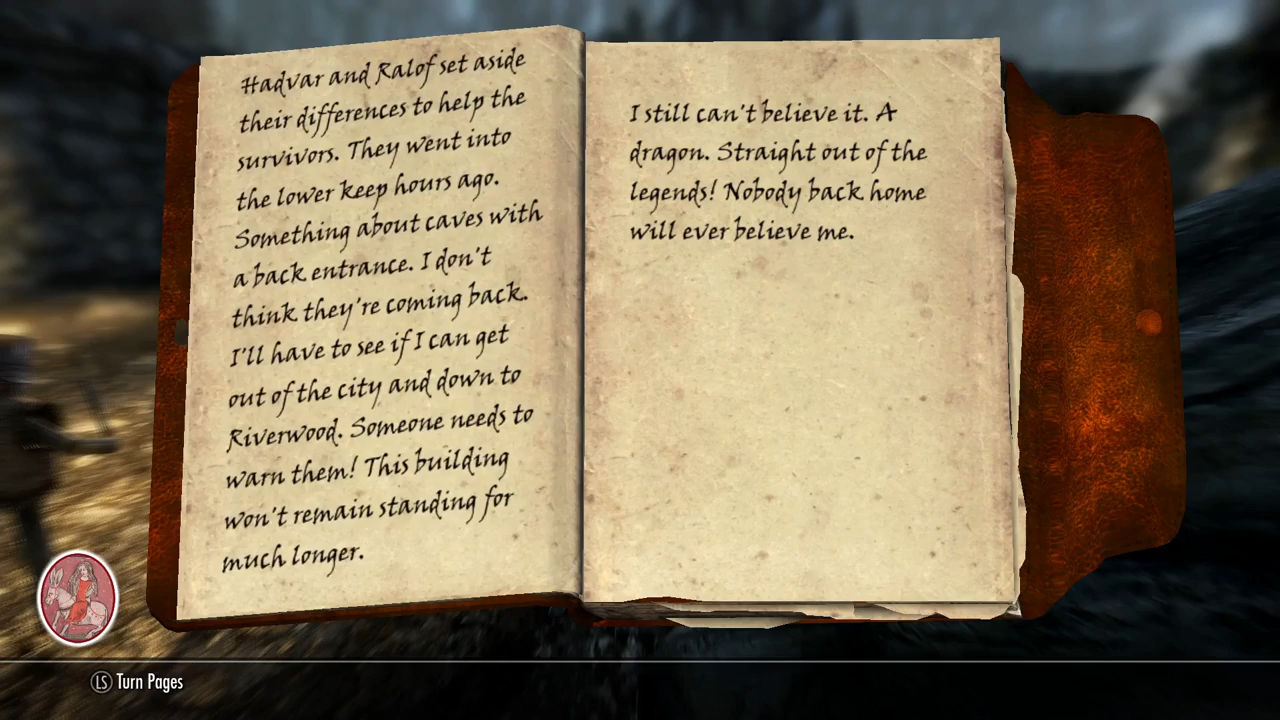 Hadvar and Ralof set aside
their differences to help the
survivors. They went into
the lower keep hours ago.
Something about caves with
a back entrance. I don't
think they're coming back.
I'll have to see if I can get
out of the city and down to
Riverwood. Someone needs to
warn them! This building
won't remain standing for
much longer.
I still can't believe it. A
dragon. Straight out of the
legends! Nobody back home
will ever believe me.
LS Turn Pages